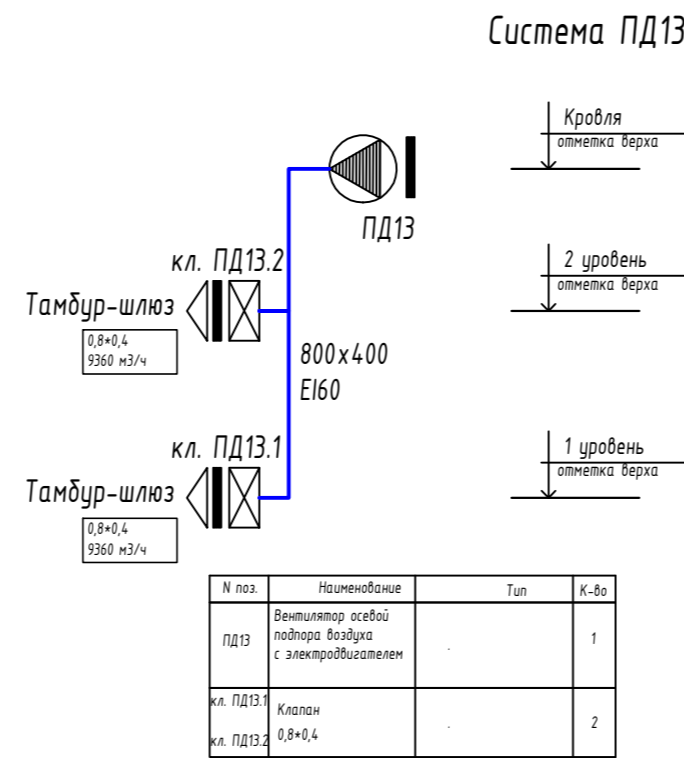 Система ПД13
Кровля
отметка верха
ПД13
кл. ПД13.2
2 уровень
отметка верха
Тамбур-шлюз
0,8*0,4
9360 м3/ч
800х400
EI60
кл. ПД13.1
1 уровень
отметка верха
Тамбур-шлюз
0,8*0,4
9360 м3/ч
N поз. Наименование Тип К-во
ПД13 Вентилятор осевой подпора воздуха с электродвигателем . 1
кл. ПД13.1
кл. ПД13.2
Клапан
0,8*0,4
. 2